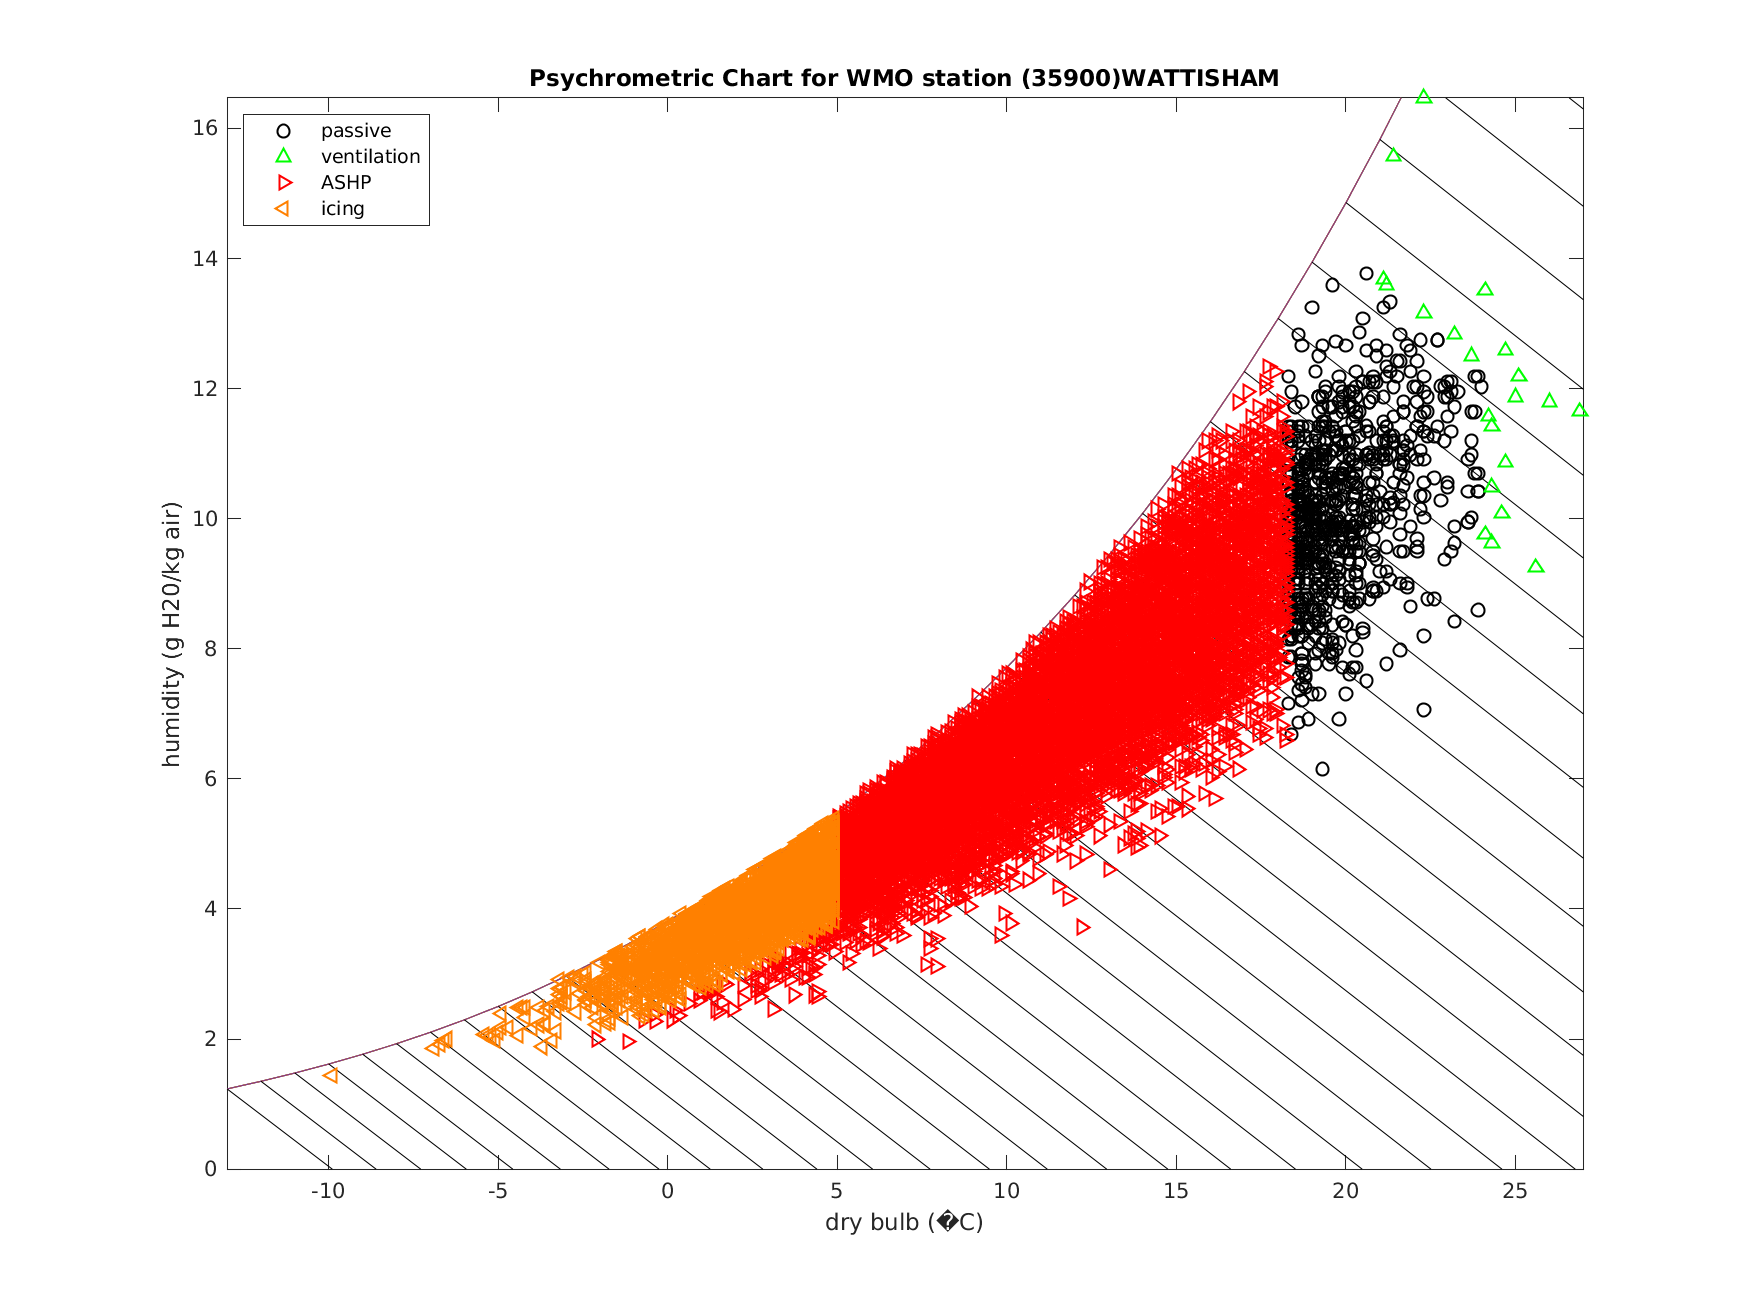 Psychrometric Chart for WMO station (35900)WATTISHAM
passive
ventilation
ASHP
icing
humidity (g H20/kg air)
16
14
12
10
8
6
4
2
0
-10 -5 0 5 10 15 20 25
dry bulb (�C)